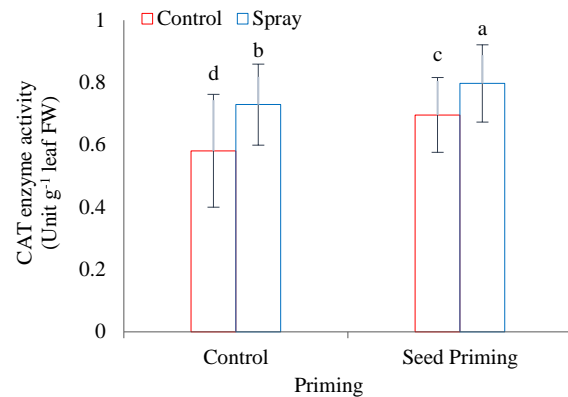 Control Spray
CAT enzyme activity
(Unit g⁻¹ leaf FW)
1
0.8
0.6
0.4
0.2
0
d
b
c
a
Control
Seed Priming
Priming